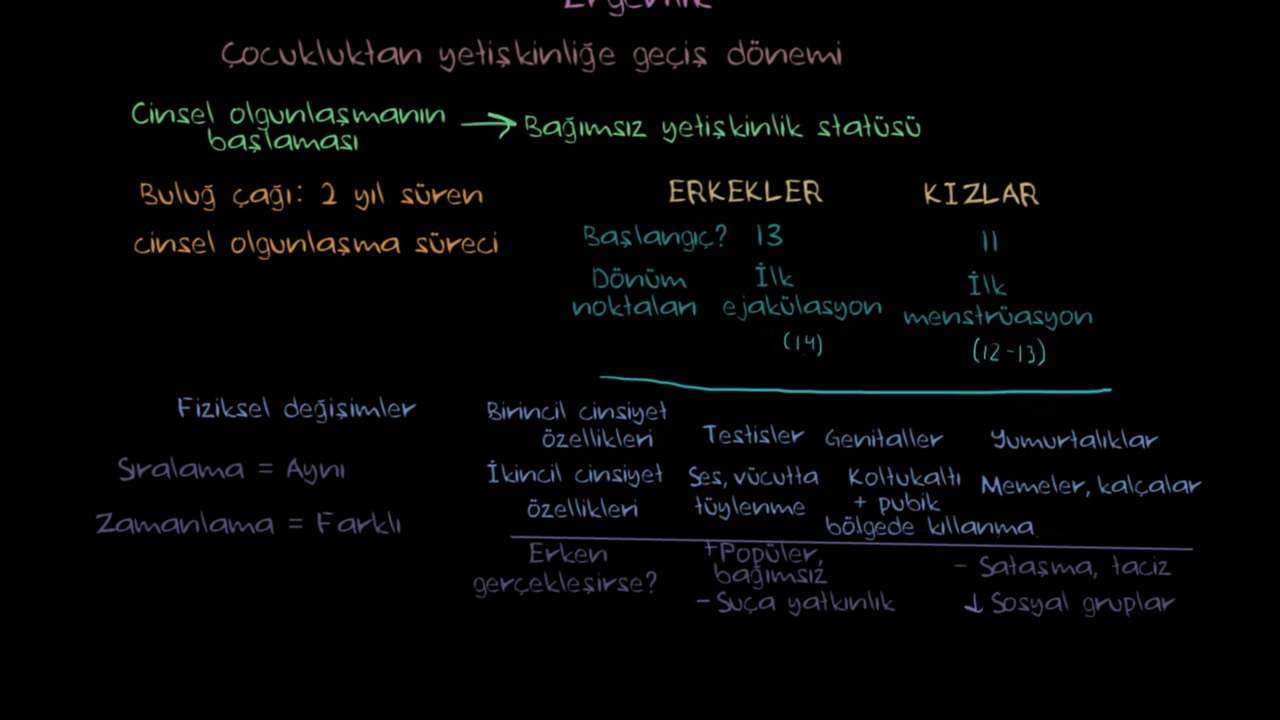 Ergenlik
Çocukluktan yetişkinliğe geçiş dönemi
Cinsel olgunlaşmanın
başlaması
Bağımsız yetişkinlik statüsü
Buluğ çağı: 2 yıl süren
cinsel olgunlaşma süreci
ERKEKLER KIZLAR
Başlangıç? 13 11
Dönüm
noktaları
İlk
ejakülasyon
(14)
İlk
menstrüasyon
(12-13)
Fiziksel değişimler
Sıralama = Aynı
Zamanlama = Farklı
Birincil cinsiyet
özellikleri
Testisler Genitaller Yumurtalıklar
İkincil cinsiyet
özellikleri
Ses, vücutta
tüylenme
Koltukaltı
+ pubik
bölgede kıllanma
Memeler, kalçalar
Erken
gerçekleşirse?
+Popüler,
bağımsız
- Suça yatkınlık
- Sataşma, taciz
↓ Sosyal gruplar